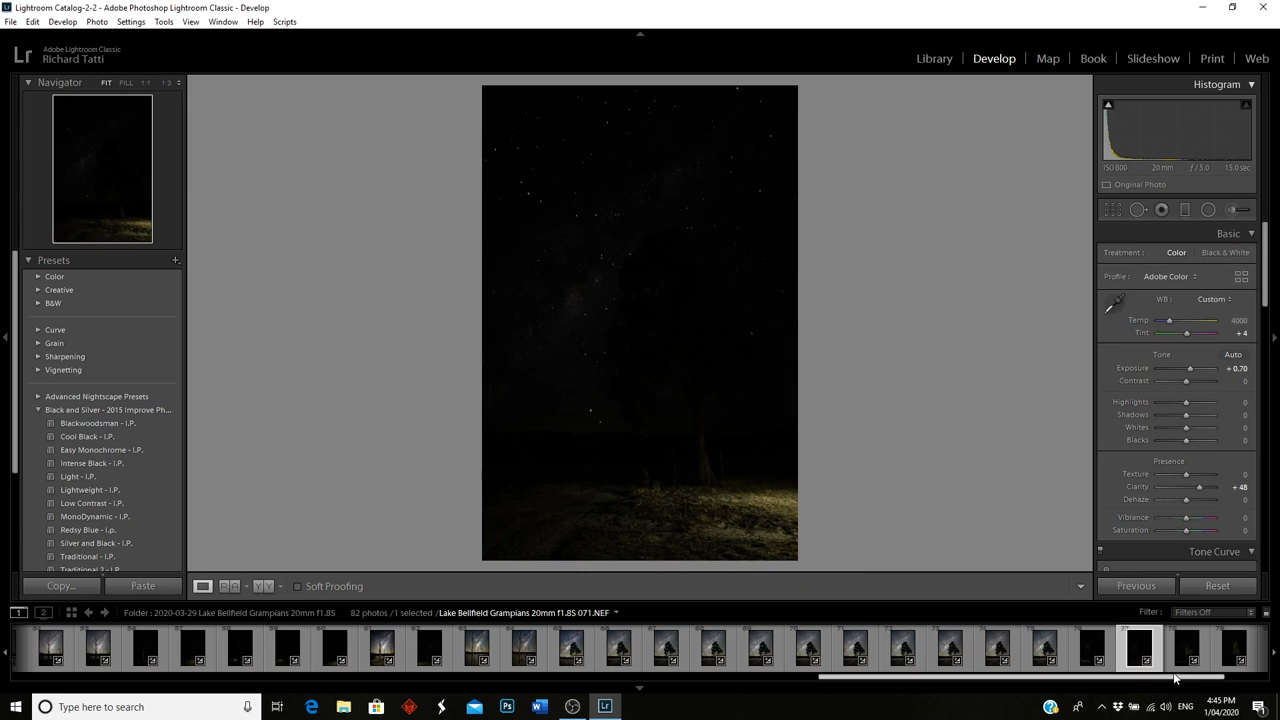 Lightroom Catalog-2-2 - Adobe Photoshop Lightroom Classic - Develop
File Edit Develop Photo Settings Tools View Window Help Scripts
Lr Adobe Lightroom Classic
Richard Tatti
Library | Develop | Map | Book | Slideshow | Print | Web
Navigator FIT FILL 1:1 1:3
Histogram
ISO 800 20 mm ƒ / 5.0 15.0 sec
Original Photo
Basic
Treatment : Color Black & White
Profile : Adobe Color
WB : Custom
Temp 4000
Tint + 4
Tone Auto
Exposure + 0.70
Contrast 0
Highlights 0
Shadows 0
Whites 0
Blacks 0
Presence
Texture 0
Clarity + 48
Dehaze 0
Vibrance 0
Saturation 0
Tone Curve
Previous Reset
Presets +
Color
Creative
B&W
Curve
Grain
Sharpening
Vignetting
Advanced Nightscape Presets
Black and Silver - 2015 Improve Ph...
Blackwoodsman - I.P.
Cool Black - I.P.
Easy Monochrome - I.P.
Intense Black - I.P.
Light - I.P.
Lightweight - I.P.
Low Contrast - I.P.
MonoDynamic - I.P.
Redsy Blue - I.p.
Silver and Black - I.P.
Traditional - I.P.
Traditional 2 - I.P.
Copy... Paste
Soft Proofing
1 2 Folder : 2020-03-29 Lake Bellfield Grampians 20mm f1.8S 82 photos / 1 selected / Lake Bellfield Grampians 20mm f1.8S 071.NEF
Filter : Filters Off
Type here to search
ENG
4:45 PM
1/04/2020